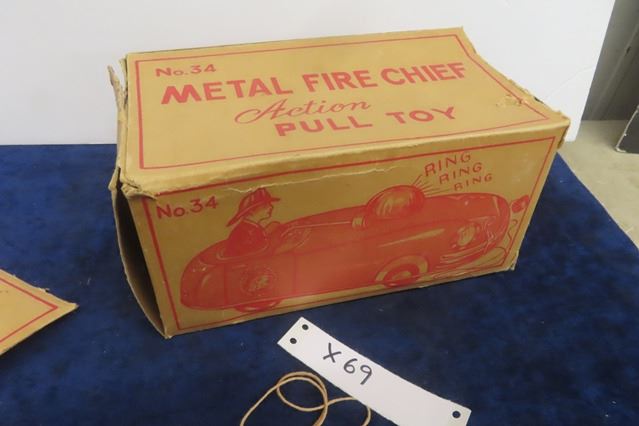 No. 34
METAL FIRE CHIEF
Action
PULL TOY
No. 34
RING
RING
RING
X69